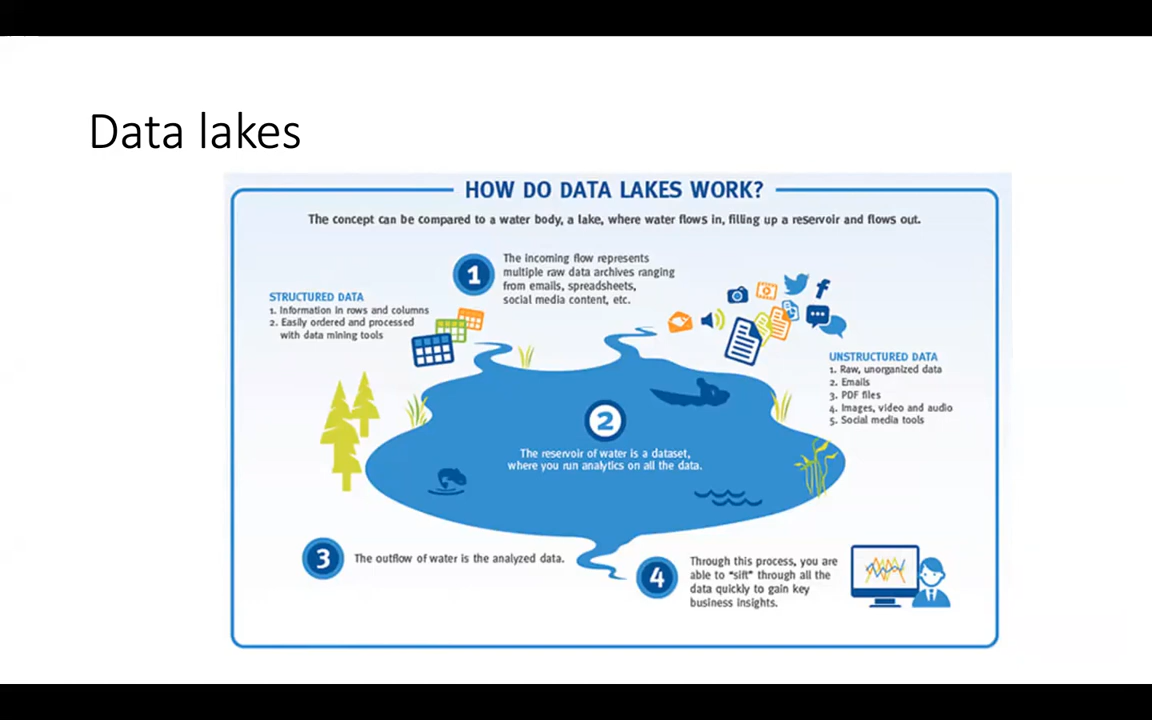 Data lakes
HOW DO DATA LAKES WORK?
The concept can be compared to a water body, a lake, where water flows in, filling up a reservoir and flows out.
1
The incoming flow represents
multiple raw data archives ranging
from emails, spreadsheets,
social media content, etc.
STRUCTURED DATA
1. Information in rows and columns
2. Easily ordered and processed
with data mining tools
UNSTRUCTURED DATA
1. Raw, unorganized data
2. Emails
3. PDF files
4. Images, video and audio
5. Social media tools
2
The reservoir of water is a dataset,
where you run analytics on all the data.
3
The outflow of water is the analyzed data.
4
Through this process, you are
able to "sift" through all the
data quickly to gain key
business insights.